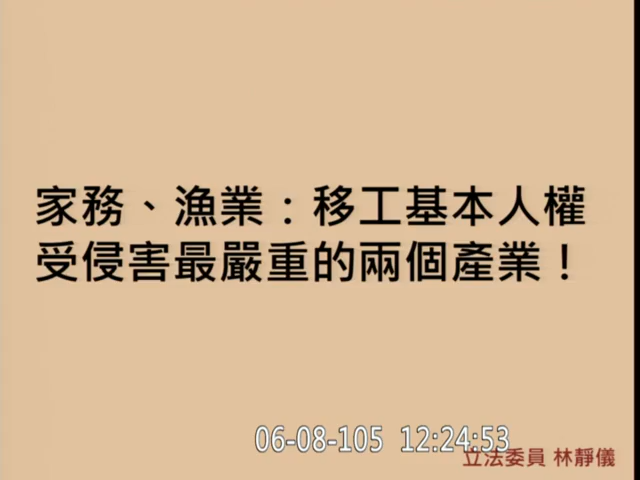 家務、漁業：移工基本人權
受侵害最嚴重的兩個產業！
06-08-105 12:24:53
立法委員 林靜儀